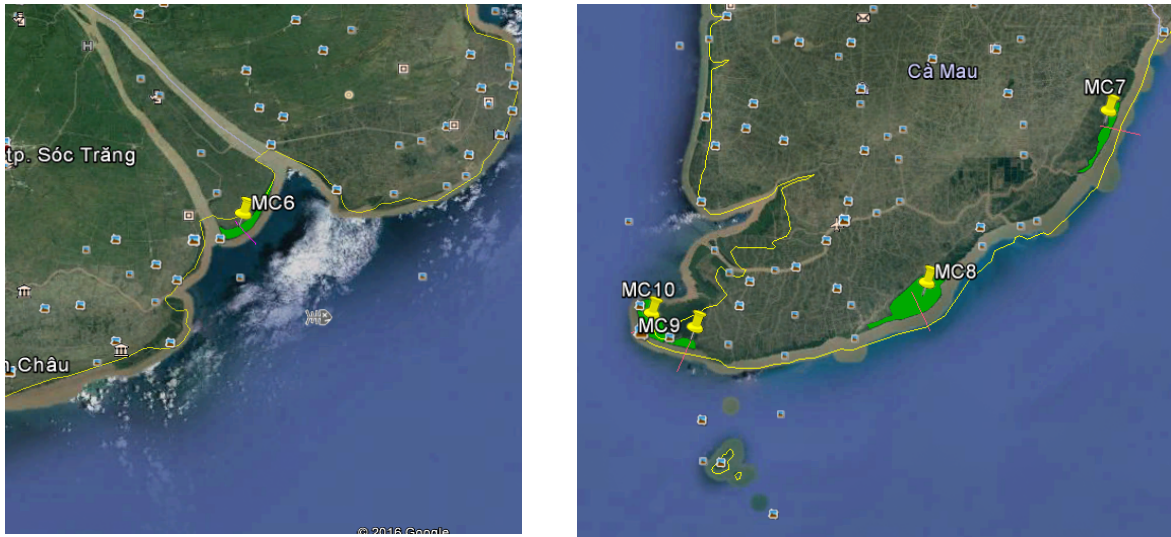 tp. Sóc Trăng
MC6
© 2016 Google
Cà Mau
MC7
MC8
MC10
MC9
H
Châu